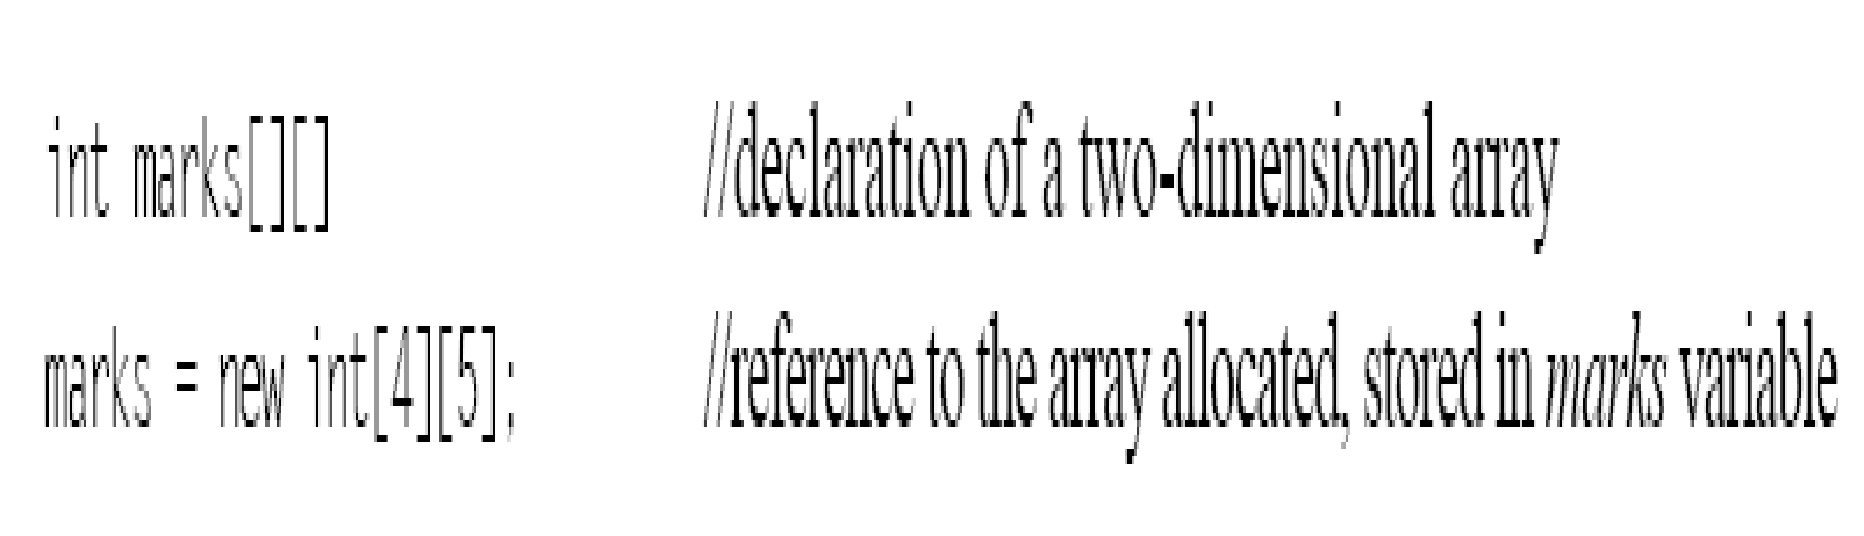 int marks[][] //declaration of a two-dimensional array
marks = new int[4][5]; //reference to the array allocated, stored in marks variable